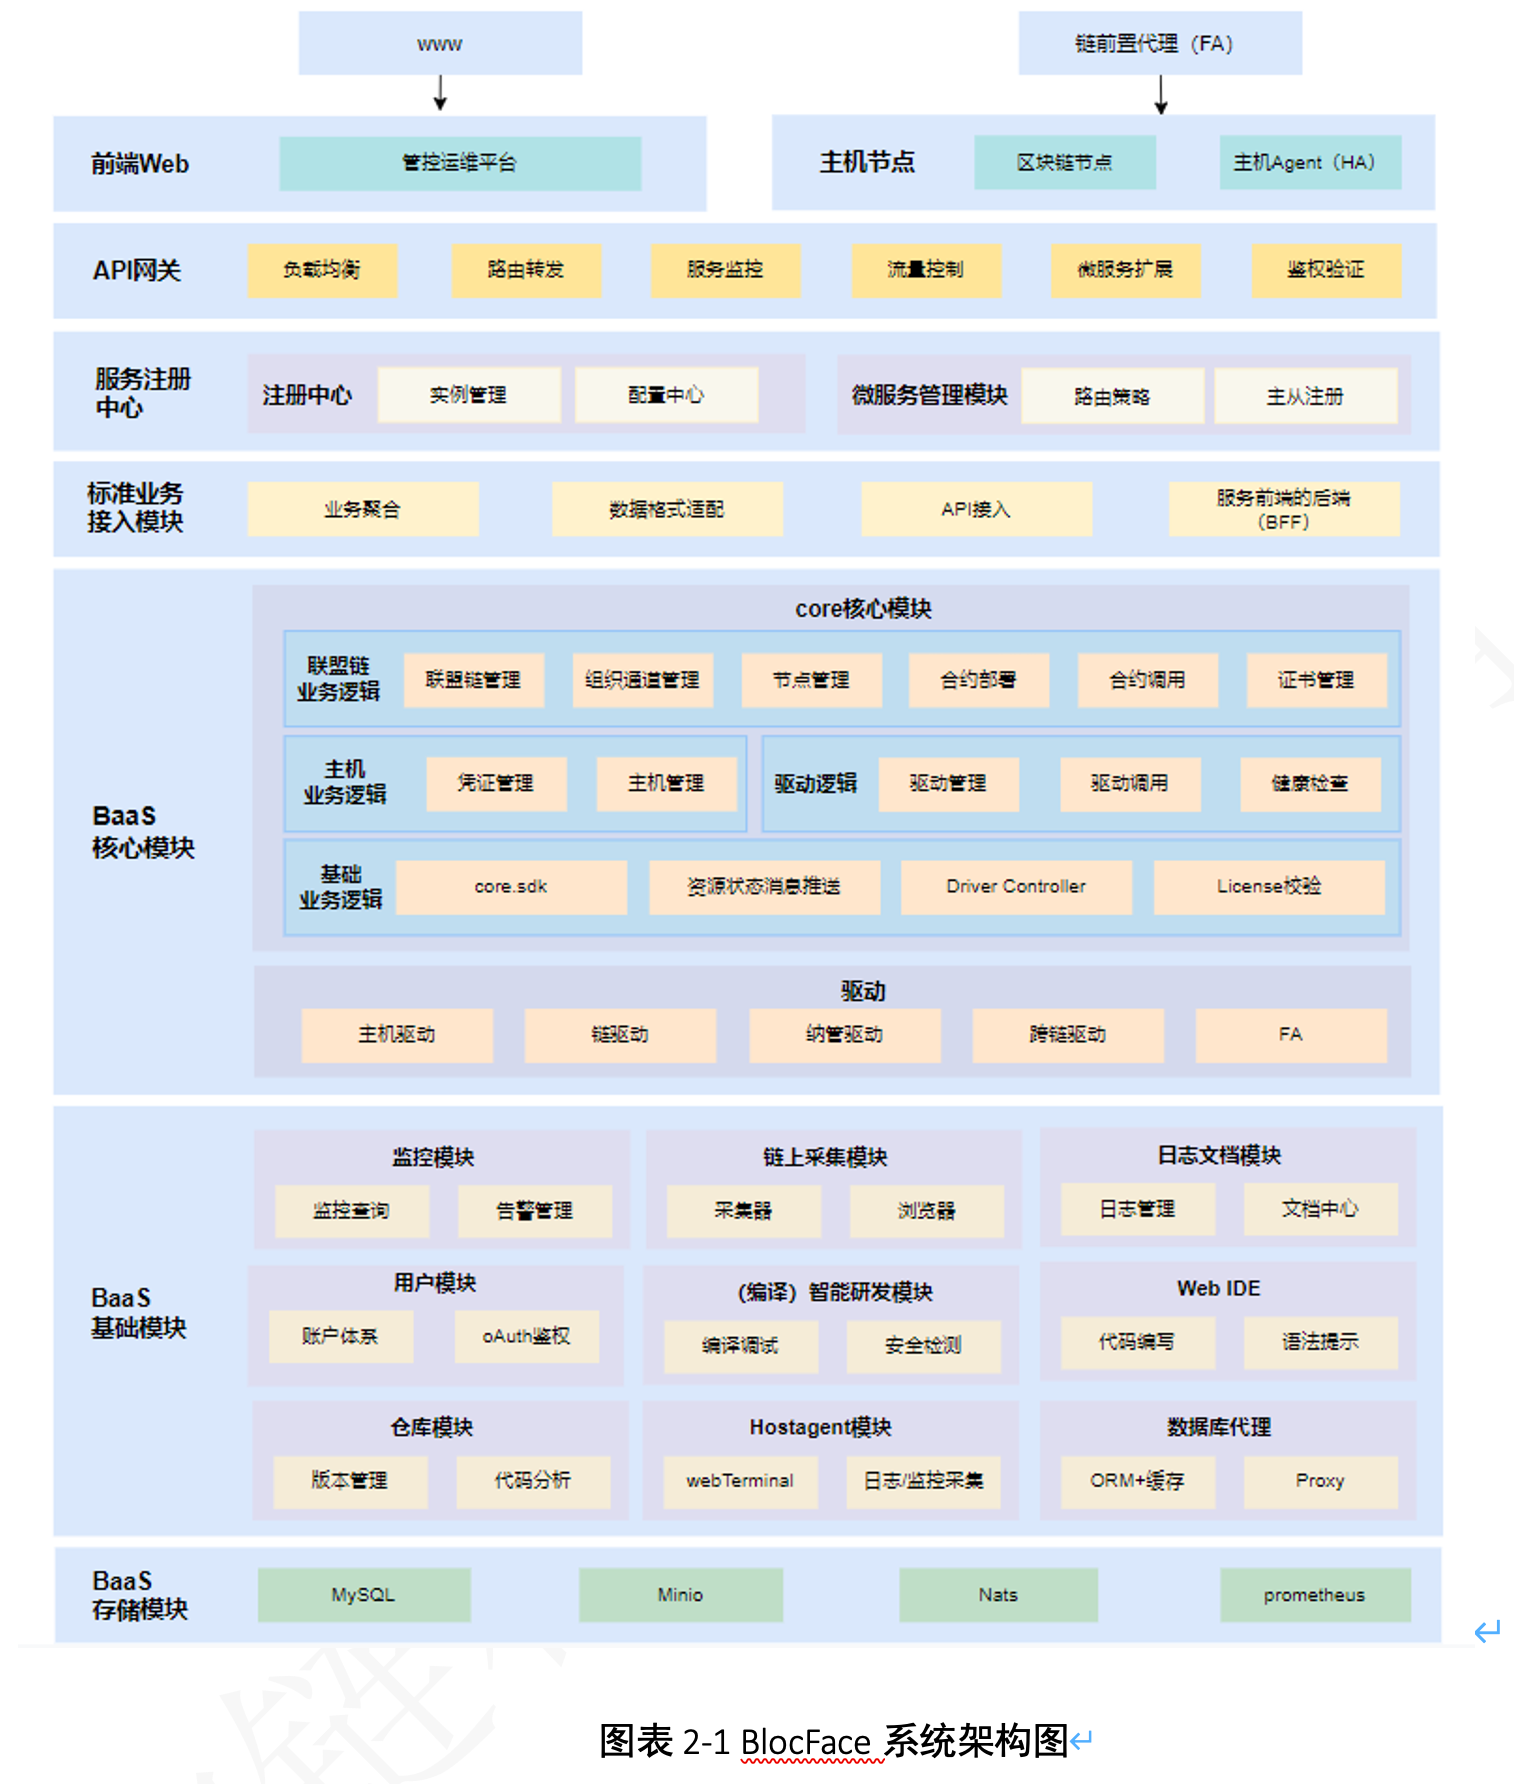 www
链前置代理（FA）
前端Web
管控运维平台
主机节点
区块链节点
主机Agent（HA）
API网关
负载均衡
路由转发
服务监控
流量控制
微服务扩展
鉴权验证
服务注册
中心
注册中心
实例管理
配置中心
微服务管理模块
路由策略
主从注册
标准业务
接入模块
业务聚合
数据格式适配
API接入
服务前端的后端
（BFF）
BaaS
核心模块
core核心模块
联盟链
业务逻辑
联盟链管理
组织通道管理
节点管理
合约部署
合约调用
证书管理
主机
业务逻辑
凭证管理
主机管理
驱动逻辑
驱动管理
驱动调用
健康检查
基础
业务逻辑
core.sdk
资源状态消息推送
Driver Controller
License校验
驱动
主机驱动
链驱动
纳管驱动
跨链驱动
FA
BaaS
基础模块
监控模块
监控查询
告警管理
链上采集模块
采集器
浏览器
日志文档模块
日志管理
文档中心
用户模块
账户体系
oAuth鉴权
（编译）智能研发模块
编译调试
安全检测
Web IDE
代码编写
语法提示
仓库模块
版本管理
代码分析
Hostagent模块
webTerminal
日志/监控采集
数据库代理
ORM+缓存
Proxy
BaaS
存储模块
MySQL
Minio
Nats
prometheus
图表 2-1 BlocFace 系统架构图